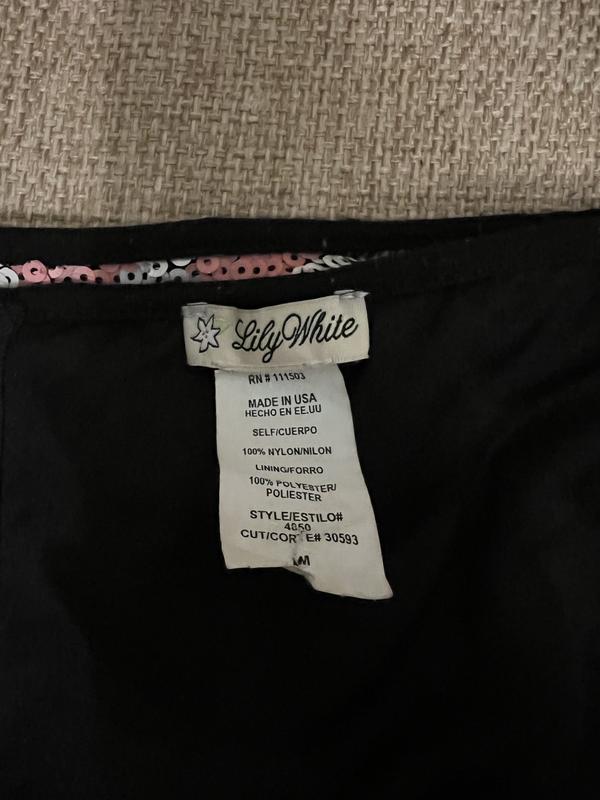 Lily White
RN # 111503
MADE IN USA
HECHO EN EE.UU
SELF/CUERPO
100% NYLON/NILON
LINING/FORRO
100% POLYESTER/
POLIESTER
STYLE/ESTILO#
4850
CUT/CORTE# 30593
M